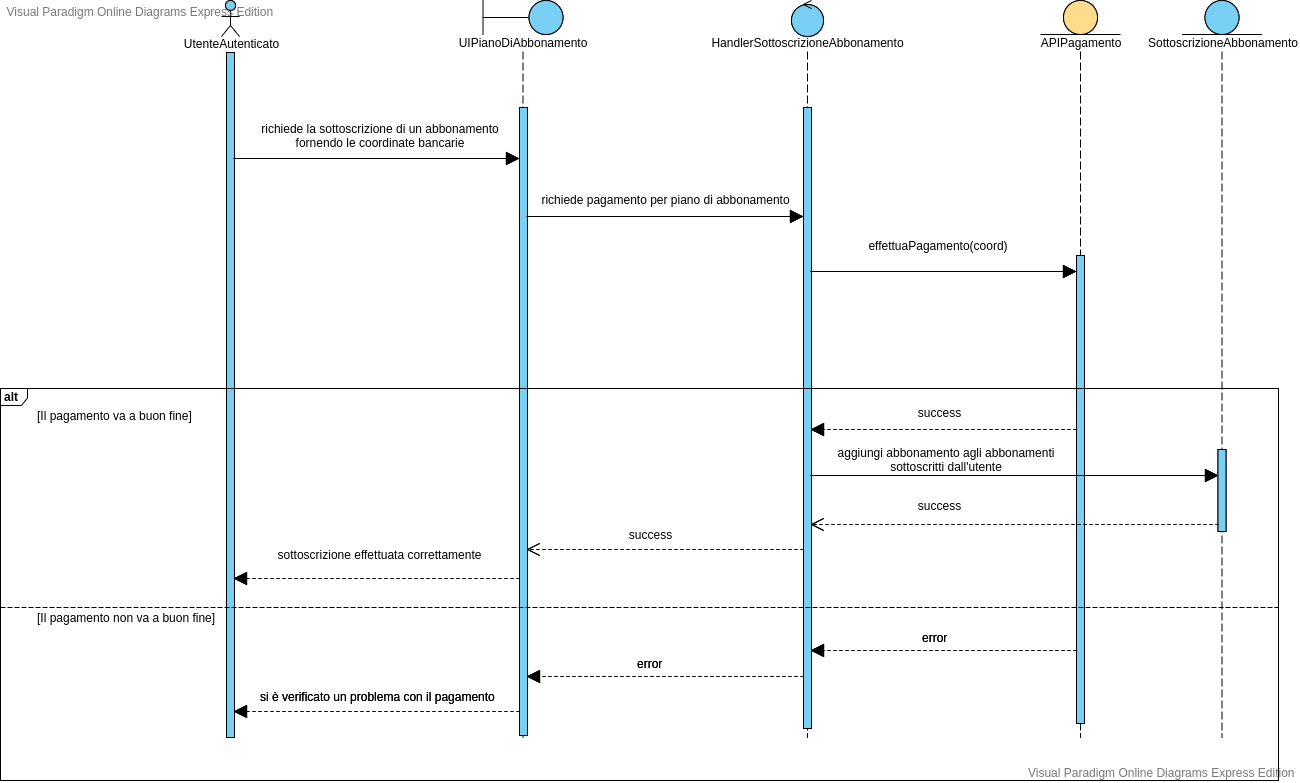 Visual Paradigm Online Diagrams Express Edition
UtenteAutenticato
UIPianoDiAbbonamento
HandlerSottoscrizioneAbbonamento
APIPagamento
SottoscrizioneAbbonamento
richiede la sottoscrizione di un abbonamento
fornendo le coordinate bancarie
richiede pagamento per piano di abbonamento
effettuaPagamento(coord)
alt
[Il pagamento va a buon fine]
success
aggiungi abbonamento agli abbonamenti
sottoscritti dall'utente
success
success
sottoscrizione effettuata correttamente
[Il pagamento non va a buon fine]
error
error
si è verificato un problema con il pagamento
Visual Paradigm Online Diagrams Express Edition